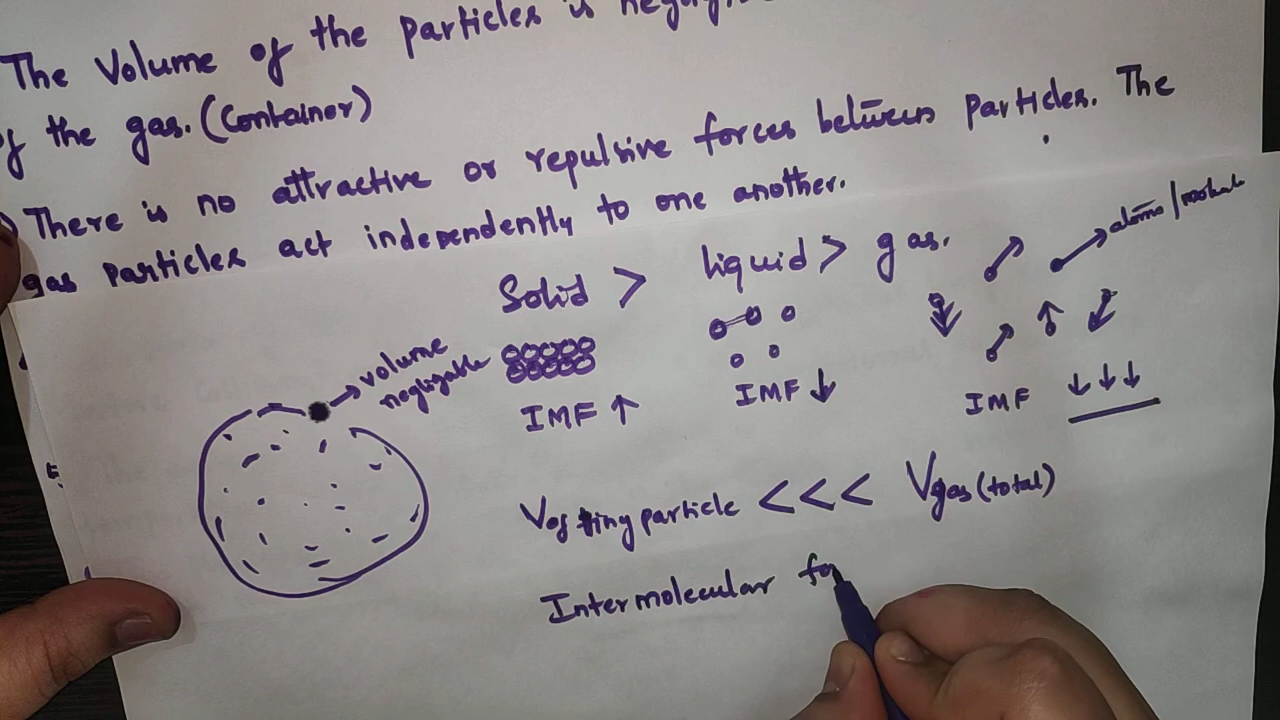 The Volume of the particles is
of the gas. (Container)
There is no attractive or repulsive forces between particles. The
gas particles act independently to one another.
Solid > liquid > gas.
atoms /
volume
negligable
IMF ↑
IMF ↓
IMF ↓↓↓
Vof tiny particle <<< Vgas (total)
Intermolecular fo